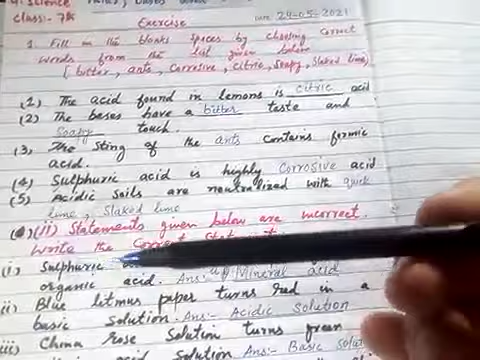 Science
class:- 7th
Exercise
24-05-2021
1. Fill in the blanks spaces by choosing correct
words from the list given below
[bitter, ants, corrosive, citric, soapy, slaked lime]
(1) The acid found in lemons is citric acid
(2) The bases have a bitter taste and
soapy touch.
(3) The sting of the ants contains formic
acid.
(4) Sulphuric acid is highly corrosive acid
(5) Acidic soils are neutralized with quick
lime, slaked lime
(ii) Statements given below are incorrect.
Write the correct
(i) Sulphuric
organic acid. Ans:- Mineral acid
ii) Blue litmus paper turns red in a
basic solution. Ans:- Acidic solution
iii) China rose solution turns green
acid solution Ans:- Basic